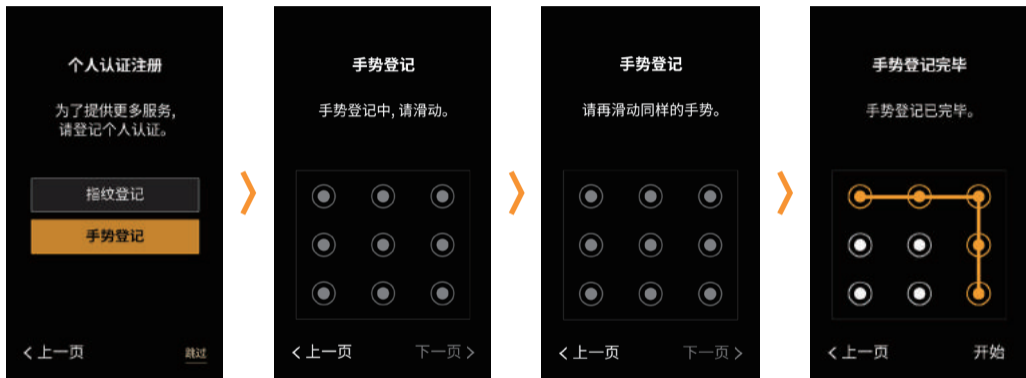 个人认证注册
为了提供更多服务,
请登记个人认证。
指纹登记
手势登记
< 上一页
跳过
手势登记
手势登记中, 请滑动。
< 上一页
下一页 >
手势登记
请再滑动同样的手势。
< 上一页
下一页 >
手势登记完毕
手势登记已完毕。
< 上一页
开始